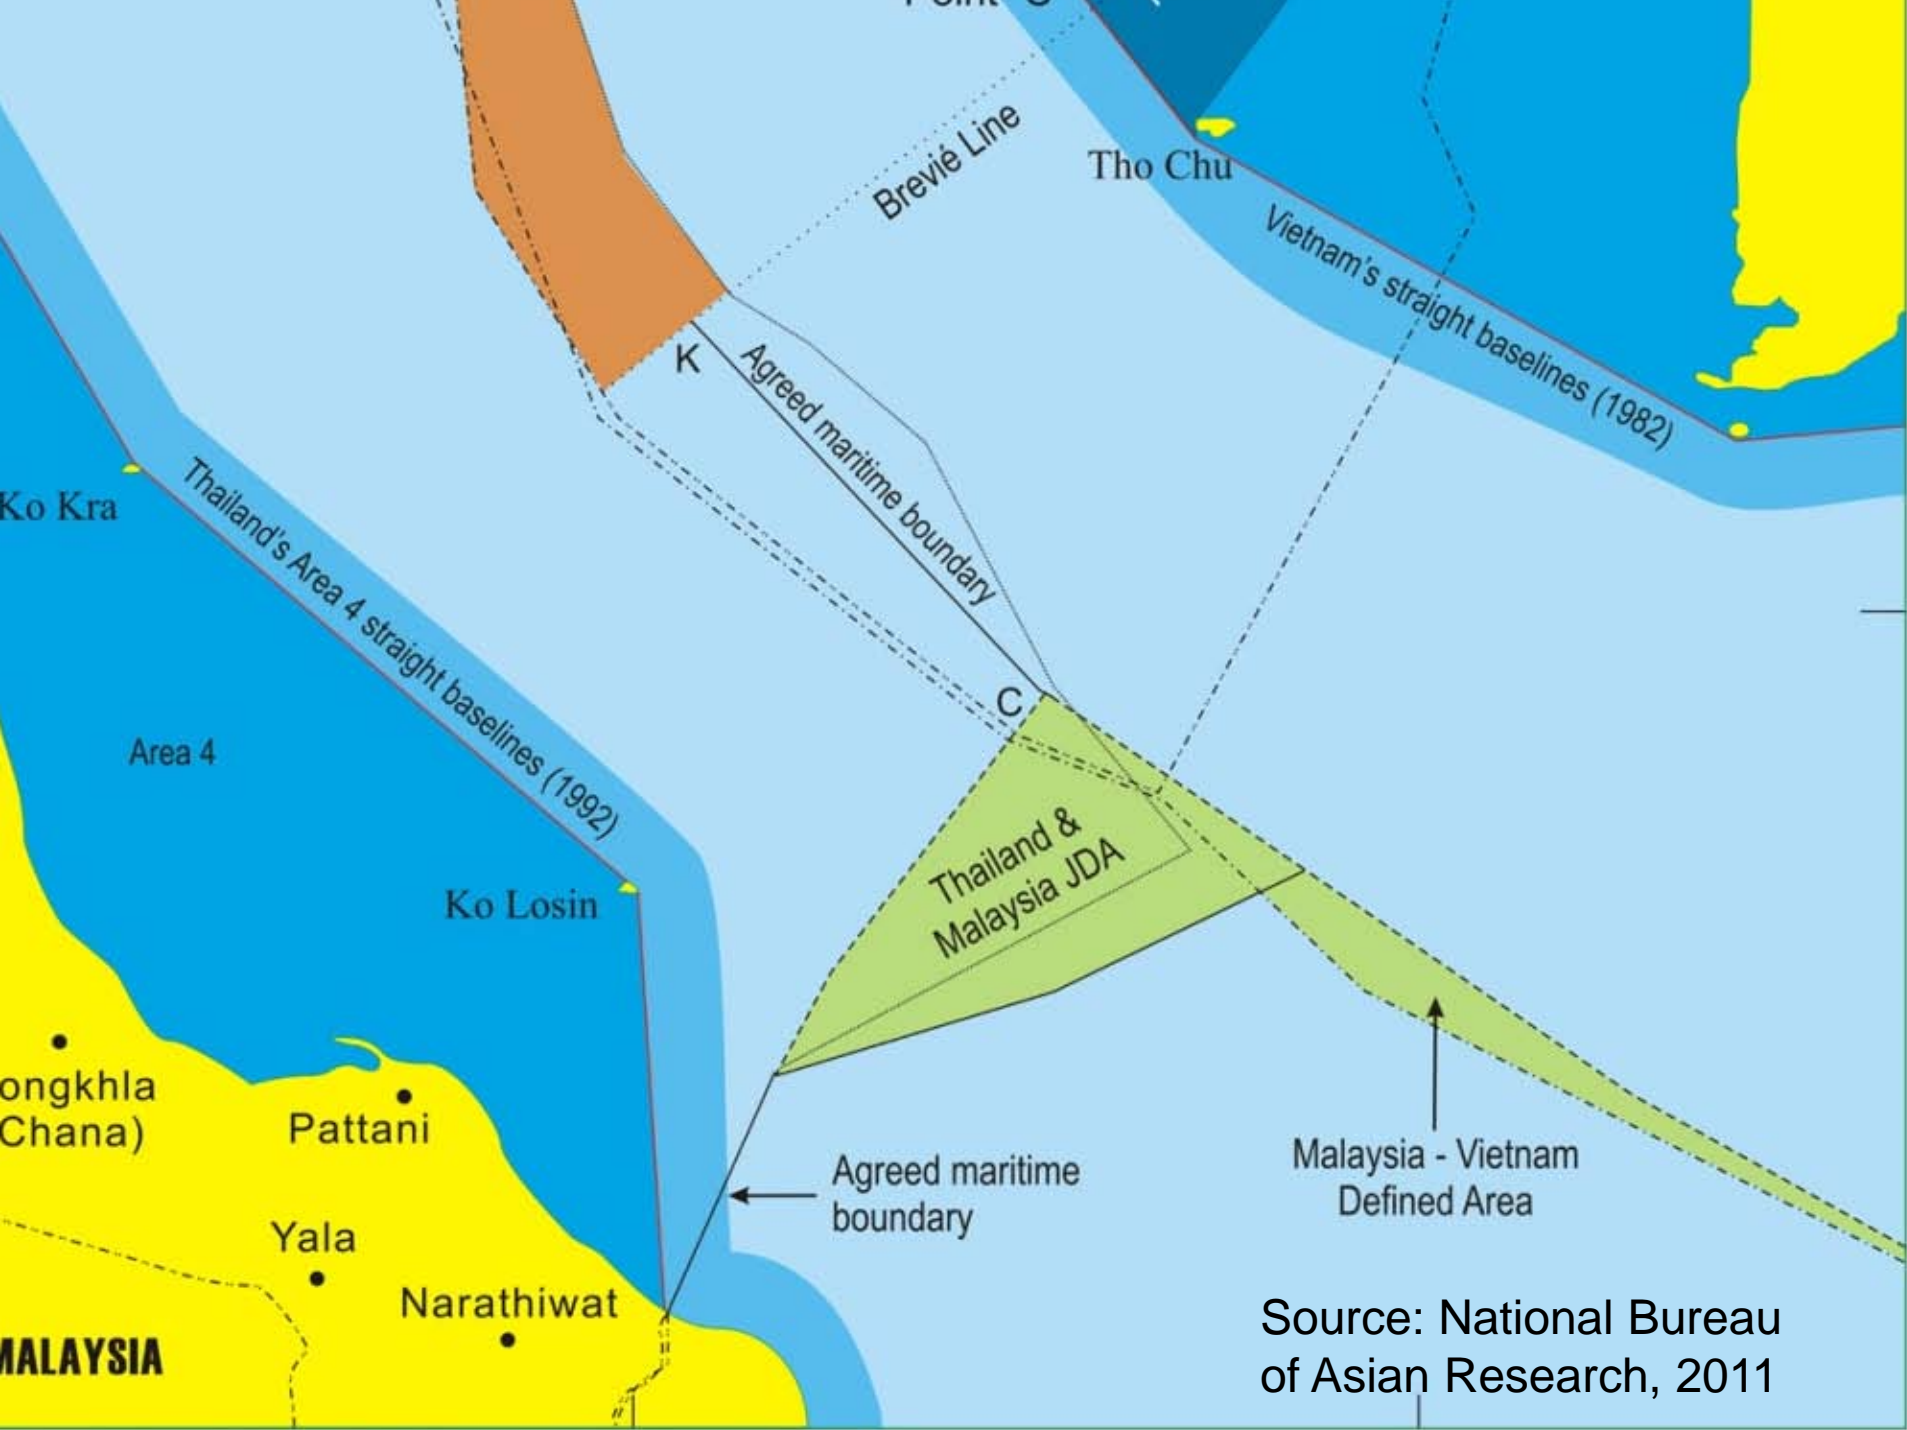 Brevié Line
Tho Chu
Vietnam's straight baselines (1982)
K
Agreed maritime boundary
Ko Kra
Thailand's Area 4 straight baselines (1992)
C
Area 4
Thailand &
Malaysia JDA
Ko Losin
ongkhla
Chana)
Pattani
Agreed maritime
boundary
Malaysia - Vietnam
Defined Area
Yala
Narathiwat
MALAYSIA
Source: National Bureau
of Asian Research, 2011